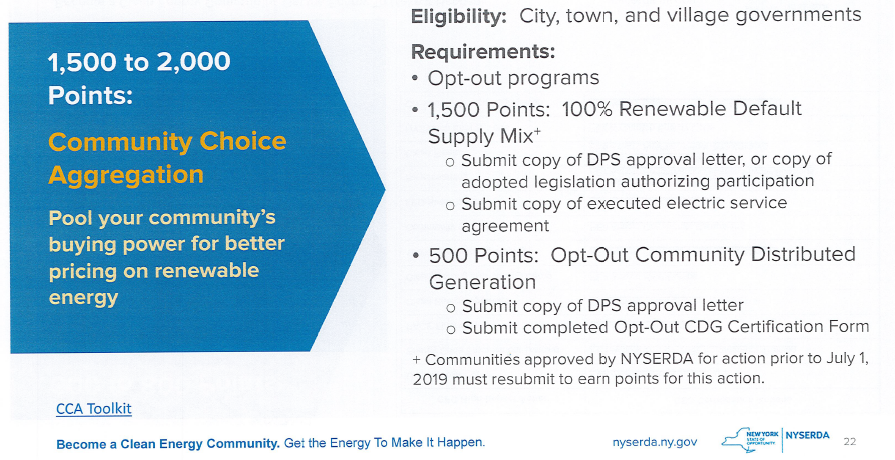 1,500 to 2,000
Points:
Community Choice
Aggregation
Pool your community's
buying power for better
pricing on renewable
energy
CCA Toolkit
Eligibility: City, town, and village governments
Requirements:
• Opt-out programs
• 1,500 Points: 100% Renewable Default
Supply Mix+
o Submit copy of DPS approval letter, or copy of
adopted legislation authorizing participation
o Submit copy of executed electric service
agreement
• 500 Points: Opt-Out Community Distributed
Generation
o Submit copy of DPS approval letter
o Submit completed Opt-Out CDG Certification Form
+ Communities approved by NYSERDA for action prior to July 1,
2019 must resubmit to earn points for this action.
Become a Clean Energy Community. Get the Energy To Make It Happen.
nyserda.ny.gov
NEW YORK
STATE OF
OPPORTUNITY
NYSERDA
22